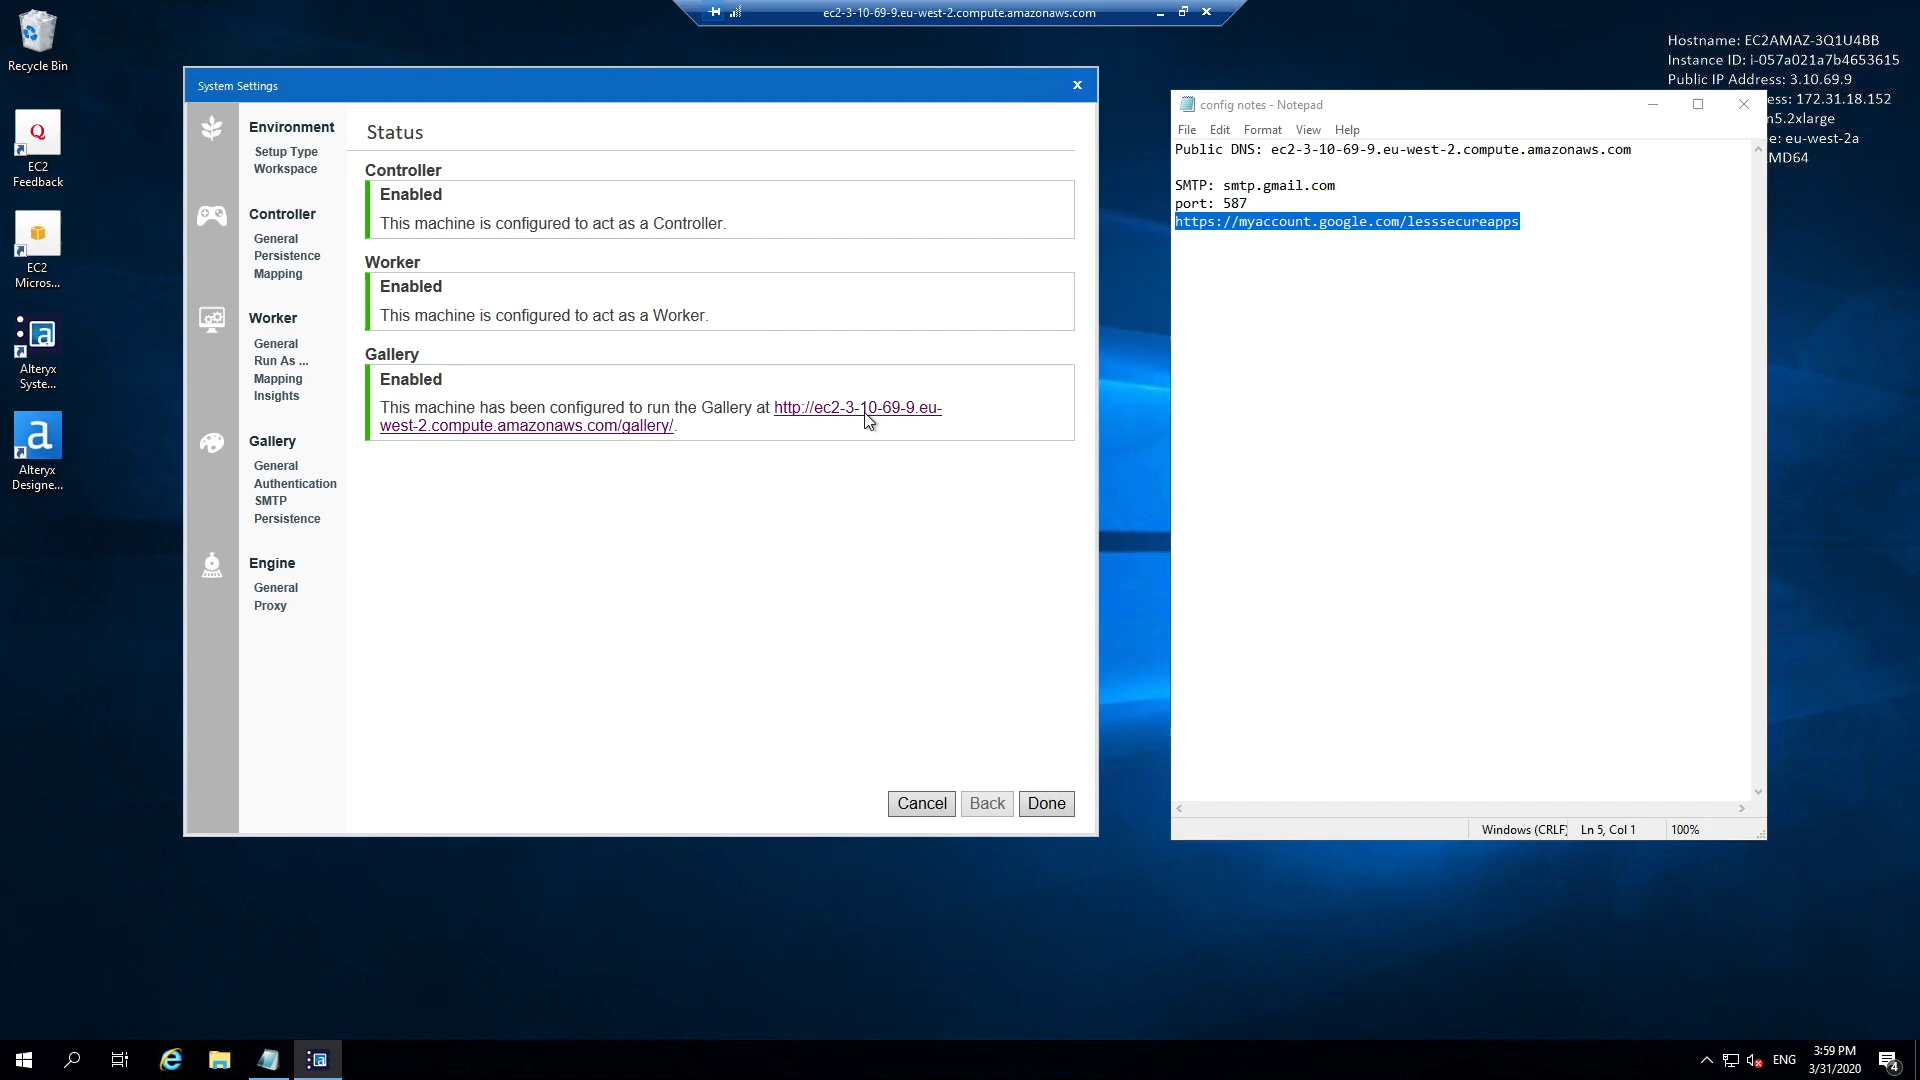 ec2-3-10-69-9.eu-west-2.compute.amazonaws.com
Recycle Bin
EC2
Feedback
EC2
Micros...
Alteryx
Syste...
Alteryx
Designe...
Hostname: EC2AMAZ-3Q1U4BB
Instance ID: i-057a021a7b4653615
Public IP Address: 3.10.69.9
ess: 172.31.18.152
n5.2xlarge
e: eu-west-2a
MD64
System Settings
Environment
Setup Type
Workspace
Controller
General
Persistence
Mapping
Worker
General
Run As ...
Mapping
Insights
Gallery
General
Authentication
SMTP
Persistence
Engine
General
Proxy
Status
Controller
Enabled
This machine is configured to act as a Controller.
Worker
Enabled
This machine is configured to act as a Worker.
Gallery
Enabled
This machine has been configured to run the Gallery at http://ec2-3-10-69-9.eu-
west-2.compute.amazonaws.com/gallery/.
Cancel
Back
Done
config notes - Notepad
File Edit Format View Help
Public DNS: ec2-3-10-69-9.eu-west-2.compute.amazonaws.com
SMTP: smtp.gmail.com
port: 587
https://myaccount.google.com/lesssecureapps
Windows (CRLF) Ln 5, Col 1 100%
ENG
3:59 PM
3/31/2020
4